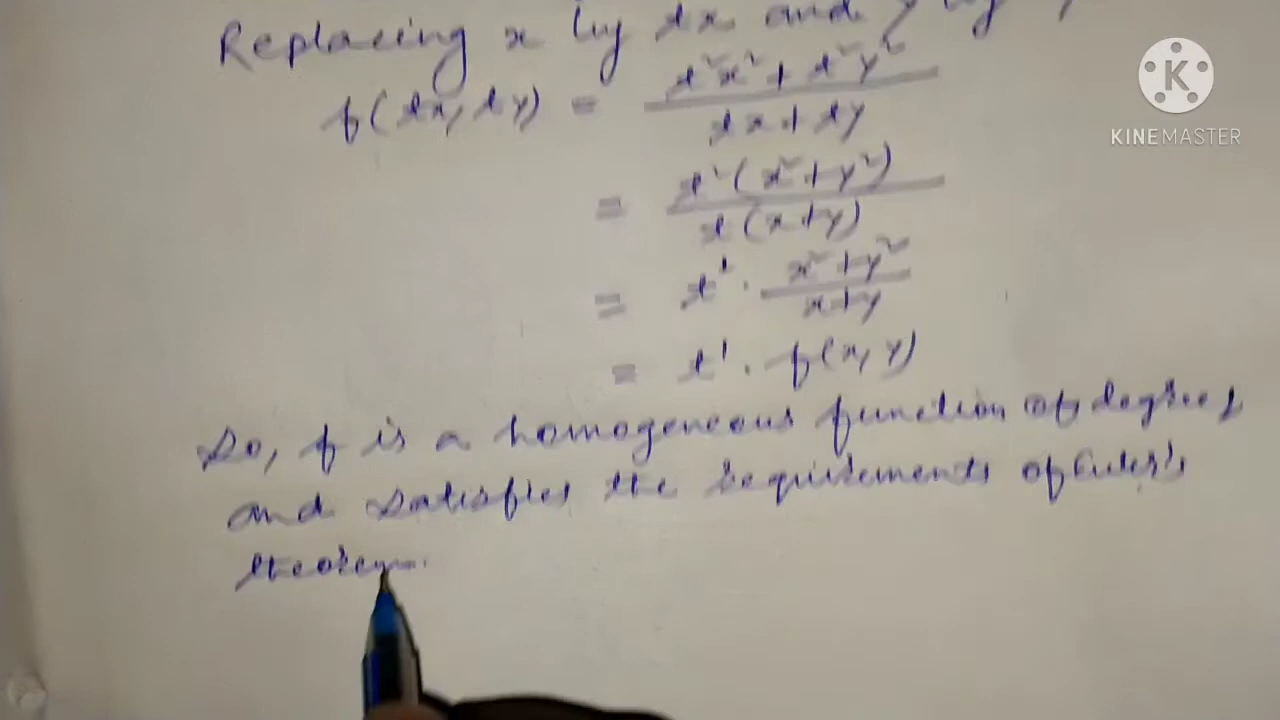 Replacing x by tx and y by
f(tx, ty) = t²x² + t²y² / tx + ty
= t²(x² + y²) / t(x+y)
= t¹ · x² + y² / x+y
= t¹ · f(x, y)
So, f is a homogeneous function of degree 1,
and satisfies the requirements of Euler's
theorem.
KINEMASTER